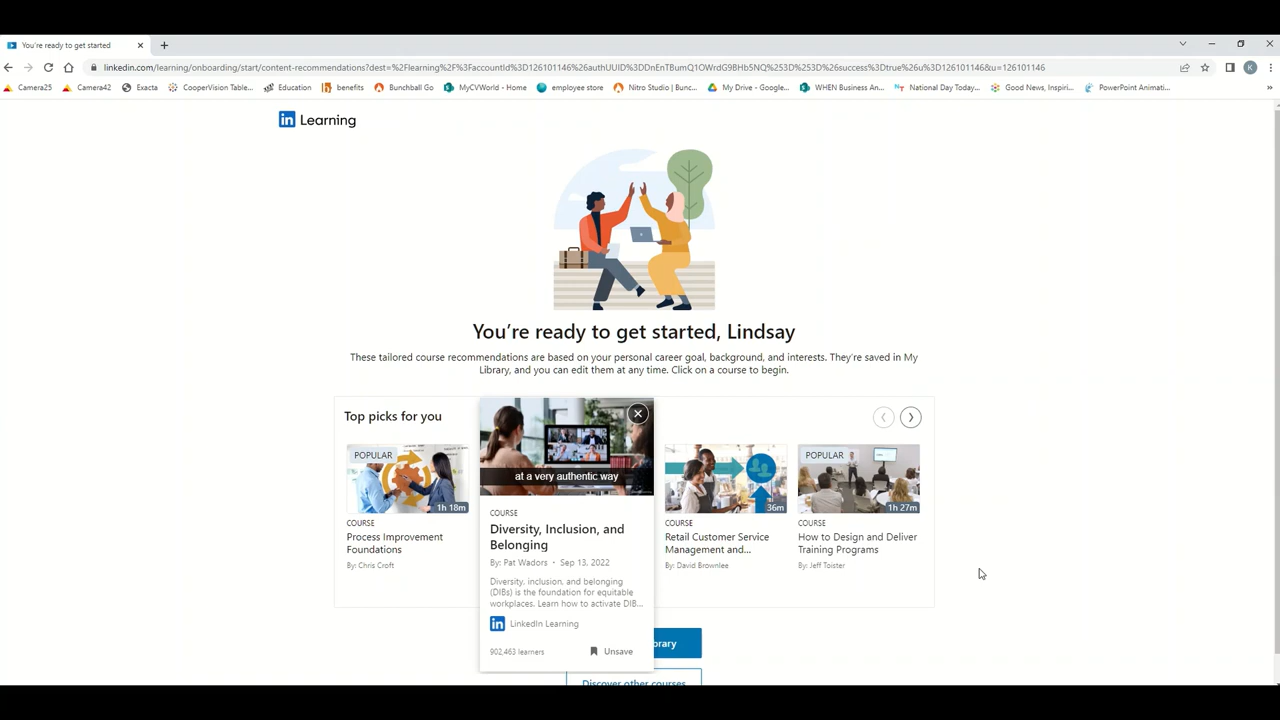 You're ready to get started
linkedin.com/learning/onboarding/start/content-recommendations?dest=%2Flearning%2F%3FaccountId%3D126101146%26authUUID%3DDnEnTBumQ1OWrdG9BHb5NQ%253D%253D%26success%3Dtrue%26u%3D126101146&u=126101146
K
Camera25 Camera42 Exacta CooperVision Table... Education benefits Bunchball Go MyCVWorld - Home employee store Nitro Studio | Bunc... My Drive - Google... WHEN Business An... National Day Today... Good News, Inspiri... PowerPoint Animati...
in Learning
You're ready to get started, Lindsay
These tailored course recommendations are based on your personal career goal, background, and interests. They're saved in My
Library, and you can edit them at any time. Click on a course to begin.
Top picks for you
POPULAR
1h 18m
COURSE
Process Improvement
Foundations
By: Chris Croft
at a very authentic way
COURSE
Diversity, Inclusion, and
Belonging
By: Pat Wadors • Sep 13, 2022
Diversity, inclusion, and belonging
(DIBs) is the foundation for equitable
workplaces. Learn how to activate DIB...
in LinkedIn Learning
902,463 learners Unsave
36m
COURSE
Retail Customer Service
Management and...
By: David Brownlee
POPULAR
1h 27m
COURSE
How to Design and Deliver
Training Programs
By: Jeff Toister
rary
Discover other courses